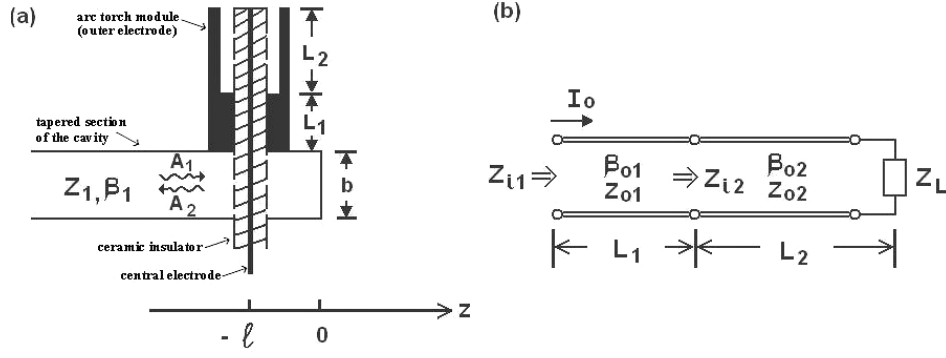 (a)
arc torch module
(outer electrode)
L2
L1
tapered section
of the cavity
A1
Z1, β1
A2
b
ceramic insulator
central electrode
z
- ℓ
0
(b)
Io
Zi1 ⇒
βo1
Zo1
⇒ Zi2
βo2
Zo2
ZL
L1
L2